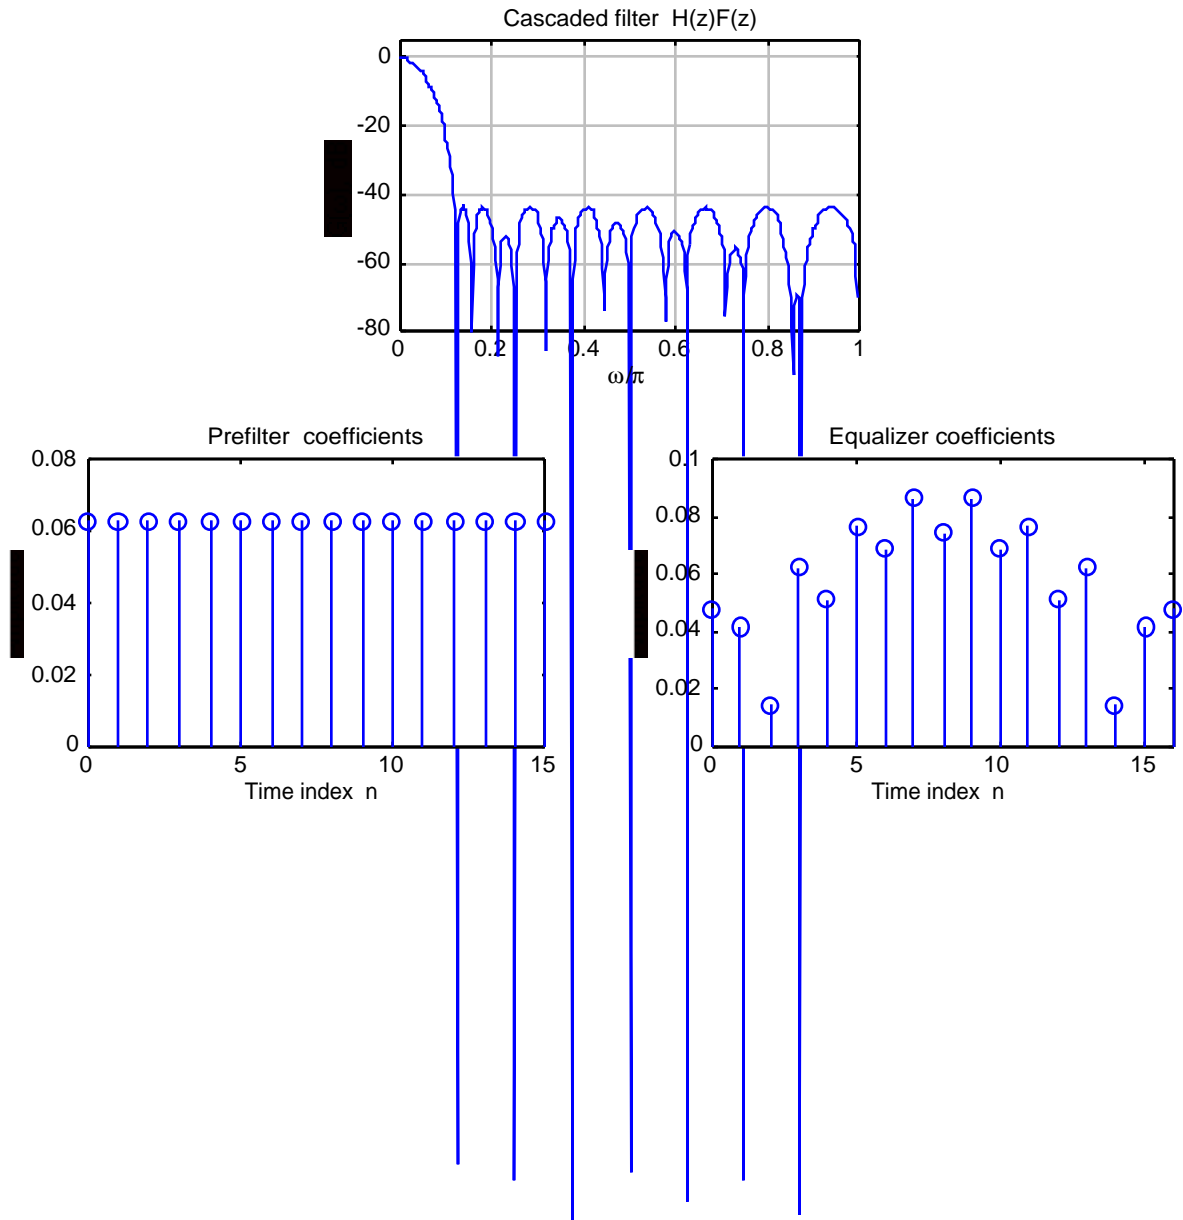 Cascaded filter H(z)F(z)
0
-20
-40
-60
-80
0 0.2 0.4 0.6 0.8 1
ω/π
Prefilter coefficients
0.08
0.06
0.04
0.02
0
0 5 10 15
Time index n
Equalizer coefficients
0.1
0.08
0.06
0.04
0.02
0
0 5 10 15
Time index n